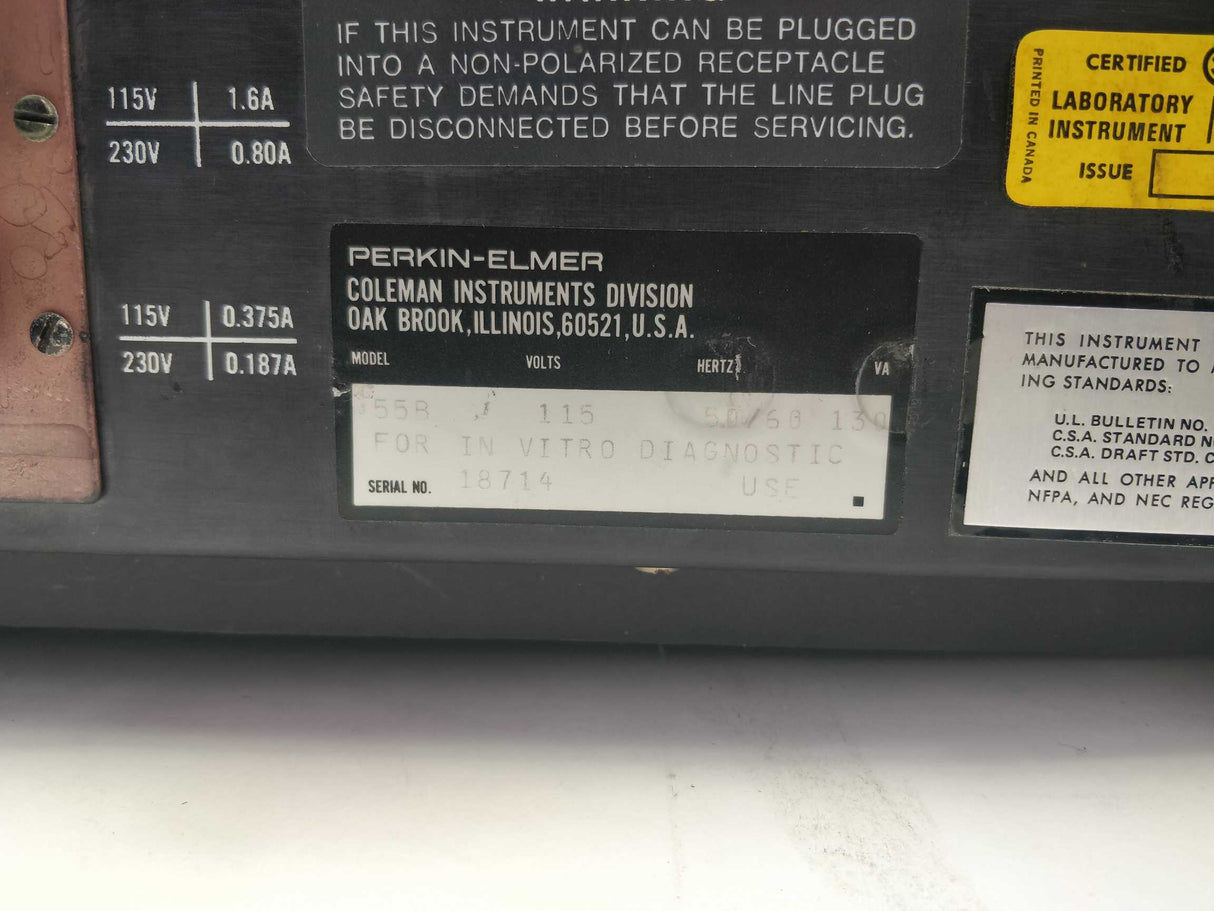 IF THIS INSTRUMENT CAN BE PLUGGED
INTO A NON-POLARIZED RECEPTACLE
SAFETY DEMANDS THAT THE LINE PLUG
BE DISCONNECTED BEFORE SERVICING.
115V 1.6A
230V 0.80A
115V 0.375A
230V 0.187A
PERKIN-ELMER
COLEMAN INSTRUMENTS DIVISION
OAK BROOK, ILLINOIS, 60521, U.S.A.
MODEL VOLTS HERTZ VA
55B 115 50/60 130
FOR IN VITRO DIAGNOSTIC
SERIAL NO. 18714 USE
PRINTED IN CANADA
CERTIFIED
LABORATORY
INSTRUMENT
ISSUE
THIS INSTRUMENT
MANUFACTURED TO
ING STANDARDS:
U.L. BULLETIN NO.
C.S.A. STANDARD
C.S.A. DRAFT STD.
AND ALL OTHER
NFPA, AND NEC